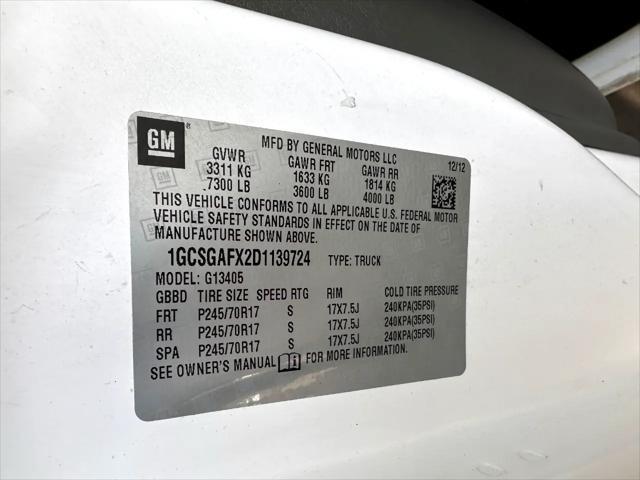 GM ®
MFD BY GENERAL MOTORS LLC 12/12
GVWR GAWR FRT GAWR RR
3311 KG 1633 KG 1814 KG
7300 LB 3600 LB 4000 LB
THIS VEHICLE CONFORMS TO ALL APPLICABLE U.S. FEDERAL MOTOR
VEHICLE SAFETY STANDARDS IN EFFECT ON THE DATE OF
MANUFACTURE SHOWN ABOVE.
1GCSGAFX2D1139724 TYPE: TRUCK
MODEL: G13405
GBBD TIRE SIZE SPEED RTG RIM COLD TIRE PRESSURE
FRT P245/70R17 S 17X7.5J 240KPA(35PSI)
RR P245/70R17 S 17X7.5J 240KPA(35PSI)
SPA P245/70R17 S 17X7.5J 240KPA(35PSI)
SEE OWNER'S MANUAL FOR MORE INFORMATION.